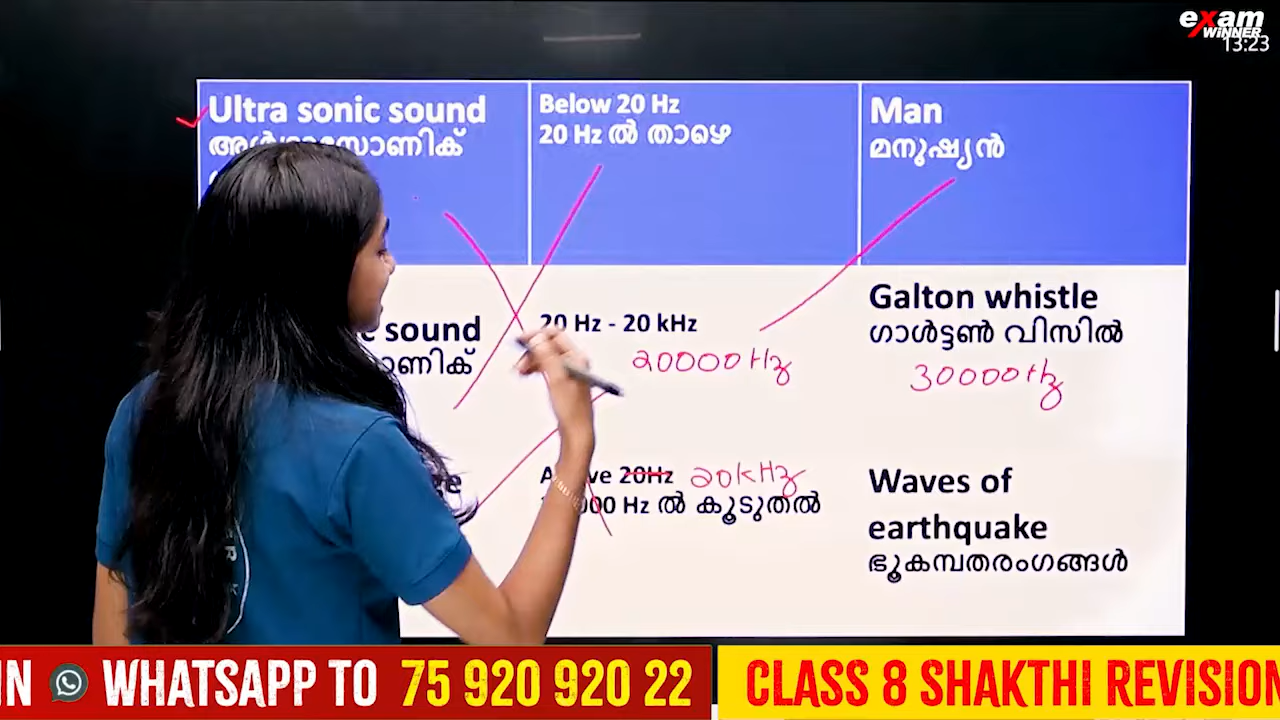 exam
WINNER
13:23
Ultra sonic sound
Below 20 Hz
20 Hz ൽ താഴെ
Man
മനുഷ്യൻ
sound
20 Hz - 20 kHz
20000 Hz
Galton whistle
ഗാൾട്ടൺ വിസിൽ
30000 Hz
20Hz 20kHz
Hz ൽ കൂടുതൽ
Waves of
earthquake
ഭൂകമ്പതരംഗങ്ങൾ
WHATSAPP TO 75 920 920 22
CLASS 8 SHAKTHI REVISION